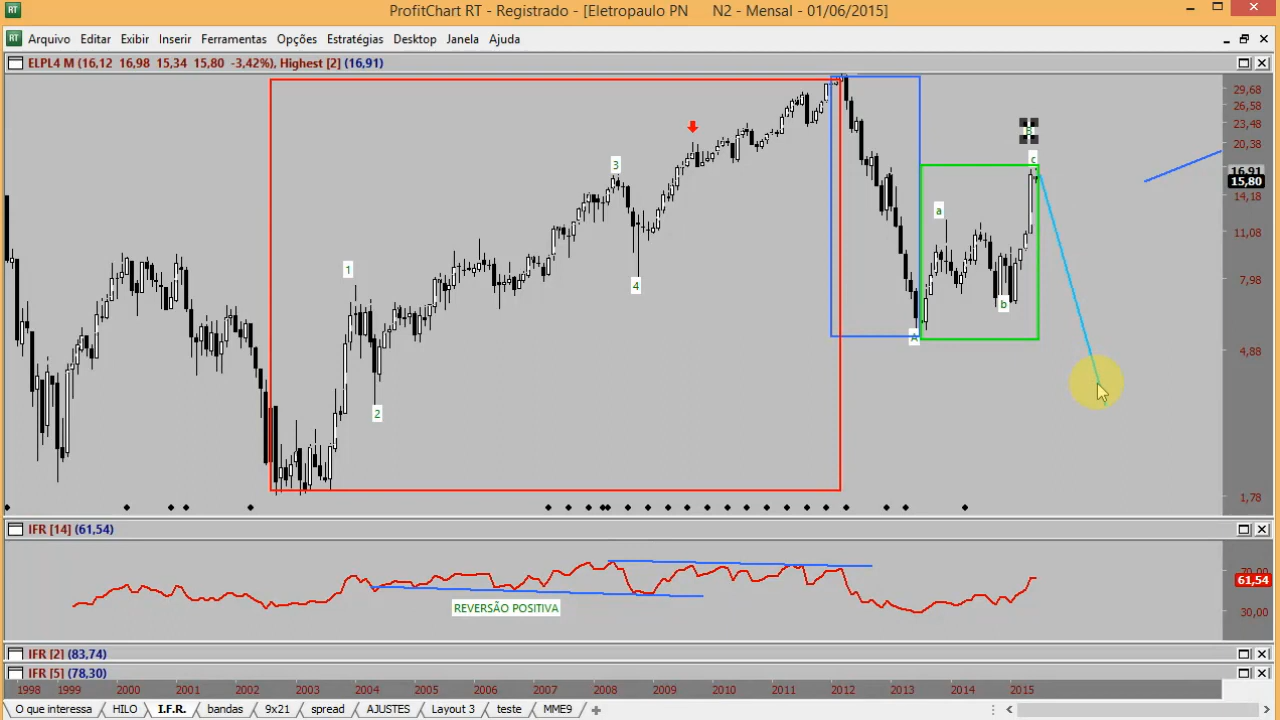 RT ProfitChart RT - Registrado - [Eletropaulo PN N2 - Mensal - 01/06/2015]
RT Arquivo Editar Exibir Inserir Ferramentas Opções Estratégias Desktop Janela Ajuda
ELPL4 M (16,12 16,98 15,34 15,80 -3,42%), Highest [2] (16,91)
29,68
26,58
23,48
B
20,38
c
3
16,91
15,80
14,18
a
11,08
1
7,98
4
b
A
4,88
2
1,78
IFR [14] (61,54)
70,00
61,54
REVERSÃO POSITIVA
30,00
IFR [2] (83,74)
IFR [5] (78,30)
1998 1999 2000 2001 2002 2003 2004 2005 2006 2007 2008 2009 2010 2011 2012 2013 2014 2015
O que interessa HILO I.F.R. bandas 9x21 spread AJUSTES Layout 3 teste MME9